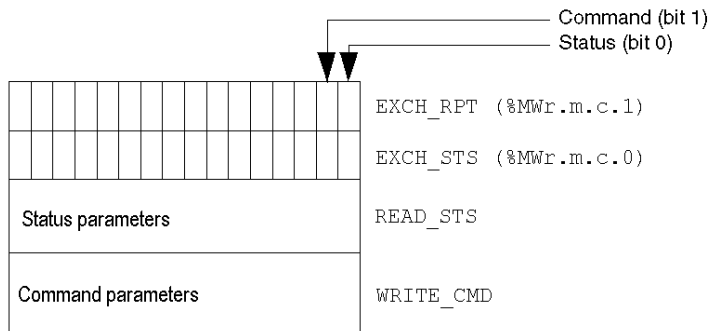 Command (bit 1)
Status (bit 0)
EXCH_RPT (%MWr.m.c.1)
EXCH_STS (%MWr.m.c.0)
Status parameters READ_STS
Command parameters WRITE_CMD